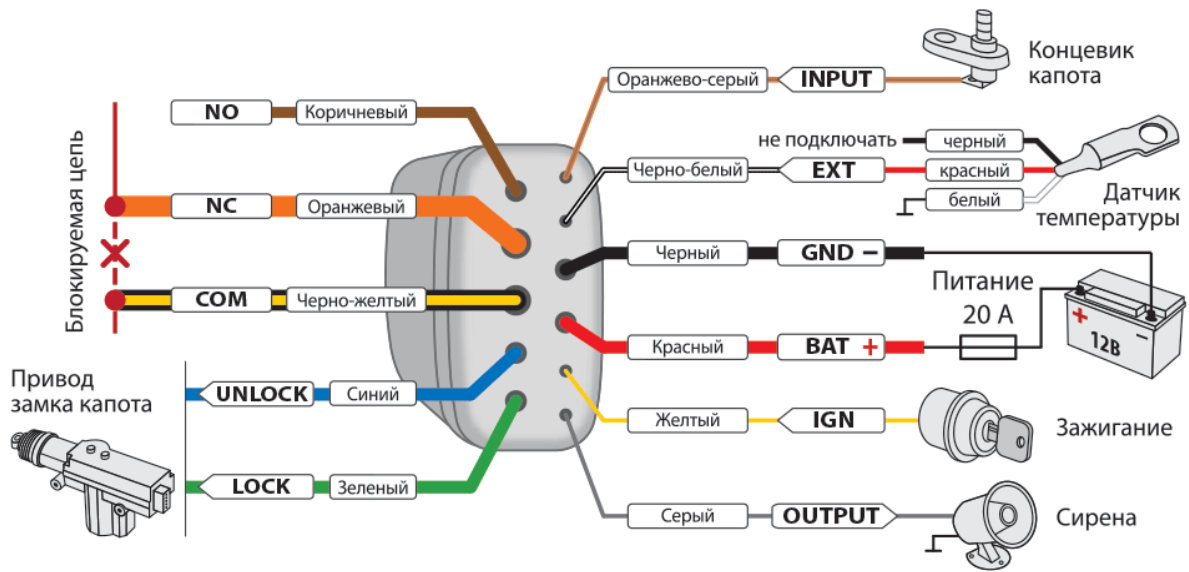 Концевик
капота
Оранжево-серый
INPUT
NO
Коричневый
не подключать
черный
Черно-белый
EXT
красный
белый
Датчик
температуры
Блокируемая цепь
NC
Оранжевый
Черный
GND –
Питание
20 А
COM
Черно-желтый
Красный
BAT +
+
–
12В
Привод
замка капота
UNLOCK
Синий
Желтый
IGN
Зажигание
LOCK
Зеленый
Серый
OUTPUT
Сирена